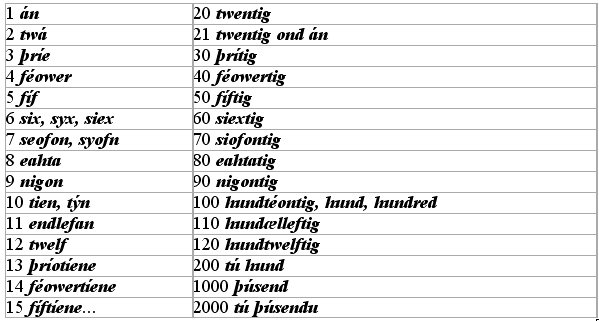 1 án 20 twentig
2 twá 21 twentig ond án
3 þríe 30 þrítig
4 féower 40 féowertig
5 fíf 50 fíftig
6 six, syx, siex 60 siextig
7 seofon, syofn 70 siofontig
8 eahta 80 eahtatig
9 nigon 90 nigontig
10 tien, týn 100 hundtéontig, hund, hundred
11 endlefan 110 hundælleftig
12 twelf 120 hundtwelftig
13 þríotíene 200 tú hund
14 féowertíene 1000 þúsend
15 fíftíene... 2000 tú þúsendu